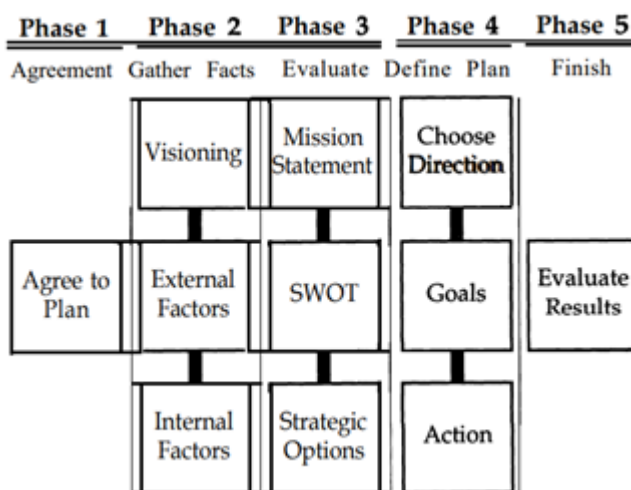 Phase 1 Phase 2 Phase 3 Phase 4 Phase 5
Agreement Gather Facts Evaluate Define Plan Finish
Visioning
Mission
Statement
Choose
Direction
Agree to
Plan
External
Factors
SWOT
Goals
Evaluate
Results
Internal
Factors
Strategic
Options
Action